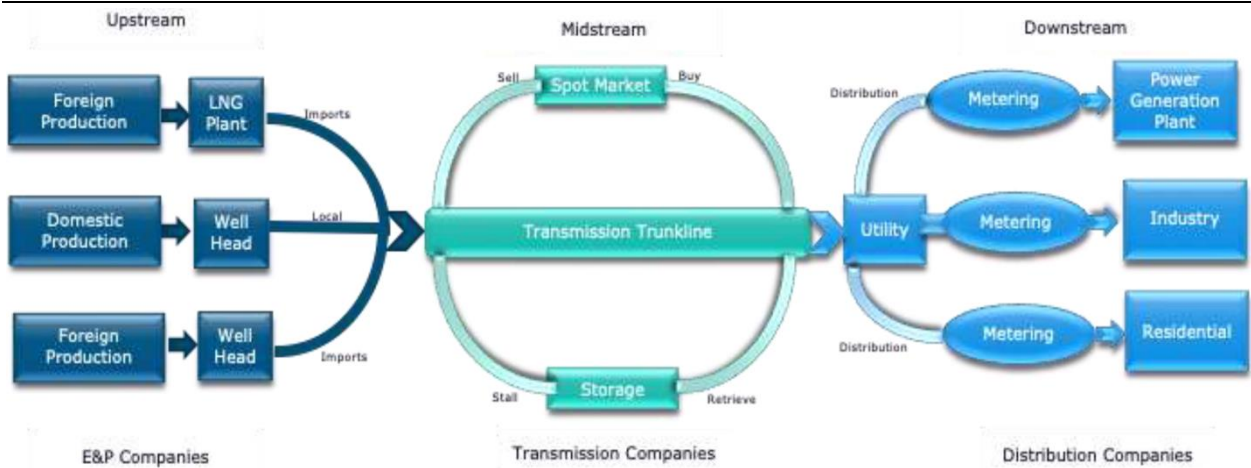 Upstream
Midstream
Downstream
Foreign
Production
LNG
Plant
Imports
Domestic
Production
Well
Head
Local
Foreign
Production
Well
Head
Imports
Sell
Spot Market
Buy
Transmission Trunkline
Stall
Storage
Retrieve
Distribution
Metering
Power
Generation
Plant
Utility
Metering
Industry
Distribution
Metering
Residential
E&P Companies
Transmission Companies
Distribution Companies